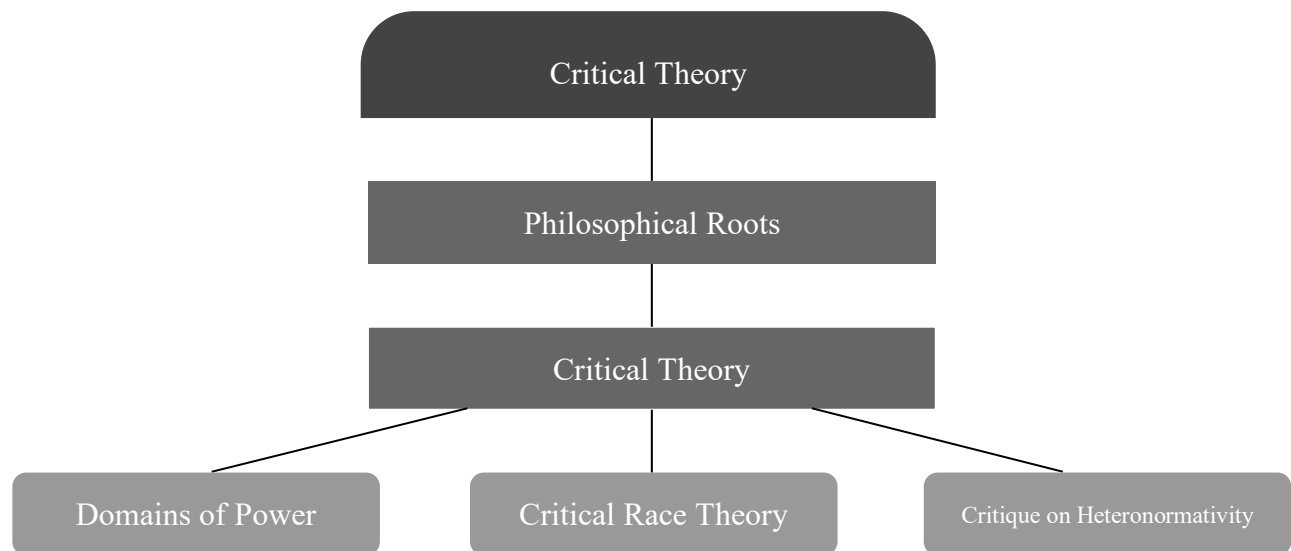 Critical Theory
Philosophical Roots
Critical Theory
Domains of Power
Critical Race Theory
Critique on Heteronormativity